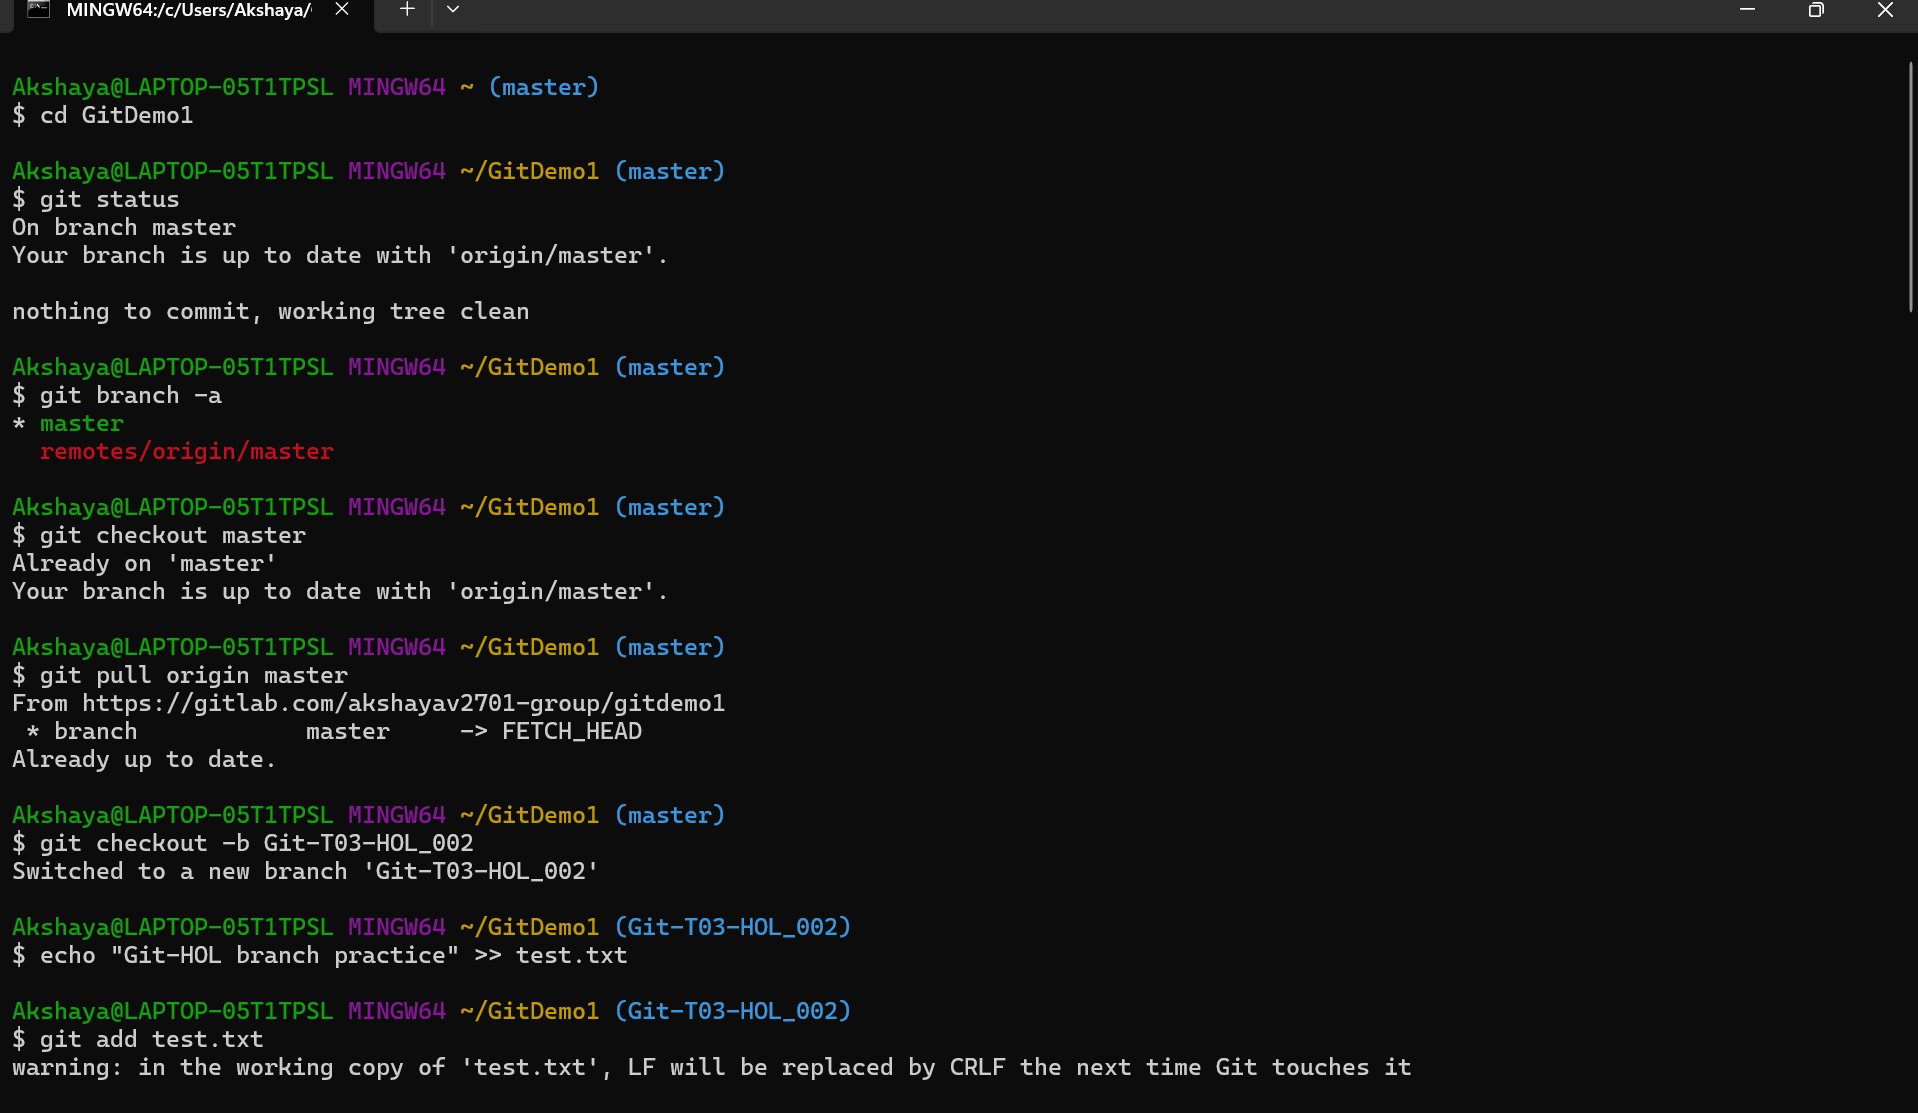 MINGW64:/c/Users/Akshaya/
Akshaya@LAPTOP-05T1TPSL MINGW64 ~ (master)
$ cd GitDemo1
Akshaya@LAPTOP-05T1TPSL MINGW64 ~/GitDemo1 (master)
$ git status
On branch master
Your branch is up to date with 'origin/master'.
nothing to commit, working tree clean
Akshaya@LAPTOP-05T1TPSL MINGW64 ~/GitDemo1 (master)
$ git branch -a
* master
  remotes/origin/master
Akshaya@LAPTOP-05T1TPSL MINGW64 ~/GitDemo1 (master)
$ git checkout master
Already on 'master'
Your branch is up to date with 'origin/master'.
Akshaya@LAPTOP-05T1TPSL MINGW64 ~/GitDemo1 (master)
$ git pull origin master
From https://gitlab.com/akshayav2701-group/gitdemo1
 * branch            master     -> FETCH_HEAD
Already up to date.
Akshaya@LAPTOP-05T1TPSL MINGW64 ~/GitDemo1 (master)
$ git checkout -b Git-T03-HOL_002
Switched to a new branch 'Git-T03-HOL_002'
Akshaya@LAPTOP-05T1TPSL MINGW64 ~/GitDemo1 (Git-T03-HOL_002)
$ echo "Git-HOL branch practice" >> test.txt
Akshaya@LAPTOP-05T1TPSL MINGW64 ~/GitDemo1 (Git-T03-HOL_002)
$ git add test.txt
warning: in the working copy of 'test.txt', LF will be replaced by CRLF the next time Git touches it